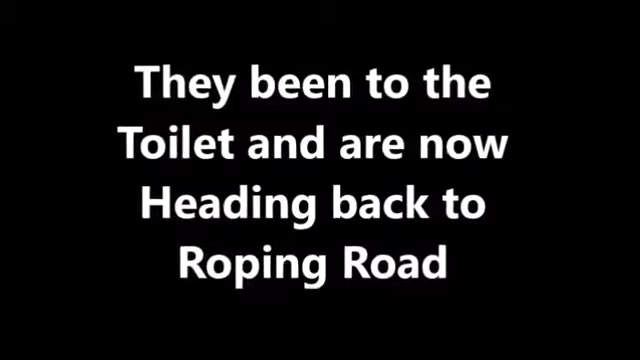 They been to the
Toilet and are now
Heading back to
Roping Road